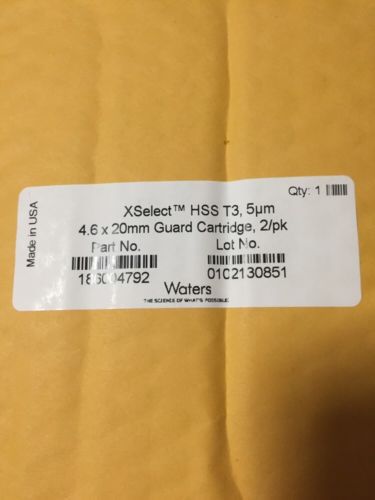 Made in USA
Qty: 1
XSelect™ HSS T3, 5µm
4.6 x 20mm Guard Cartridge, 2/pk
Part No. Lot No.
186004792 0102130851
Waters
THE SCIENCE OF WHAT'S POSSIBLE.